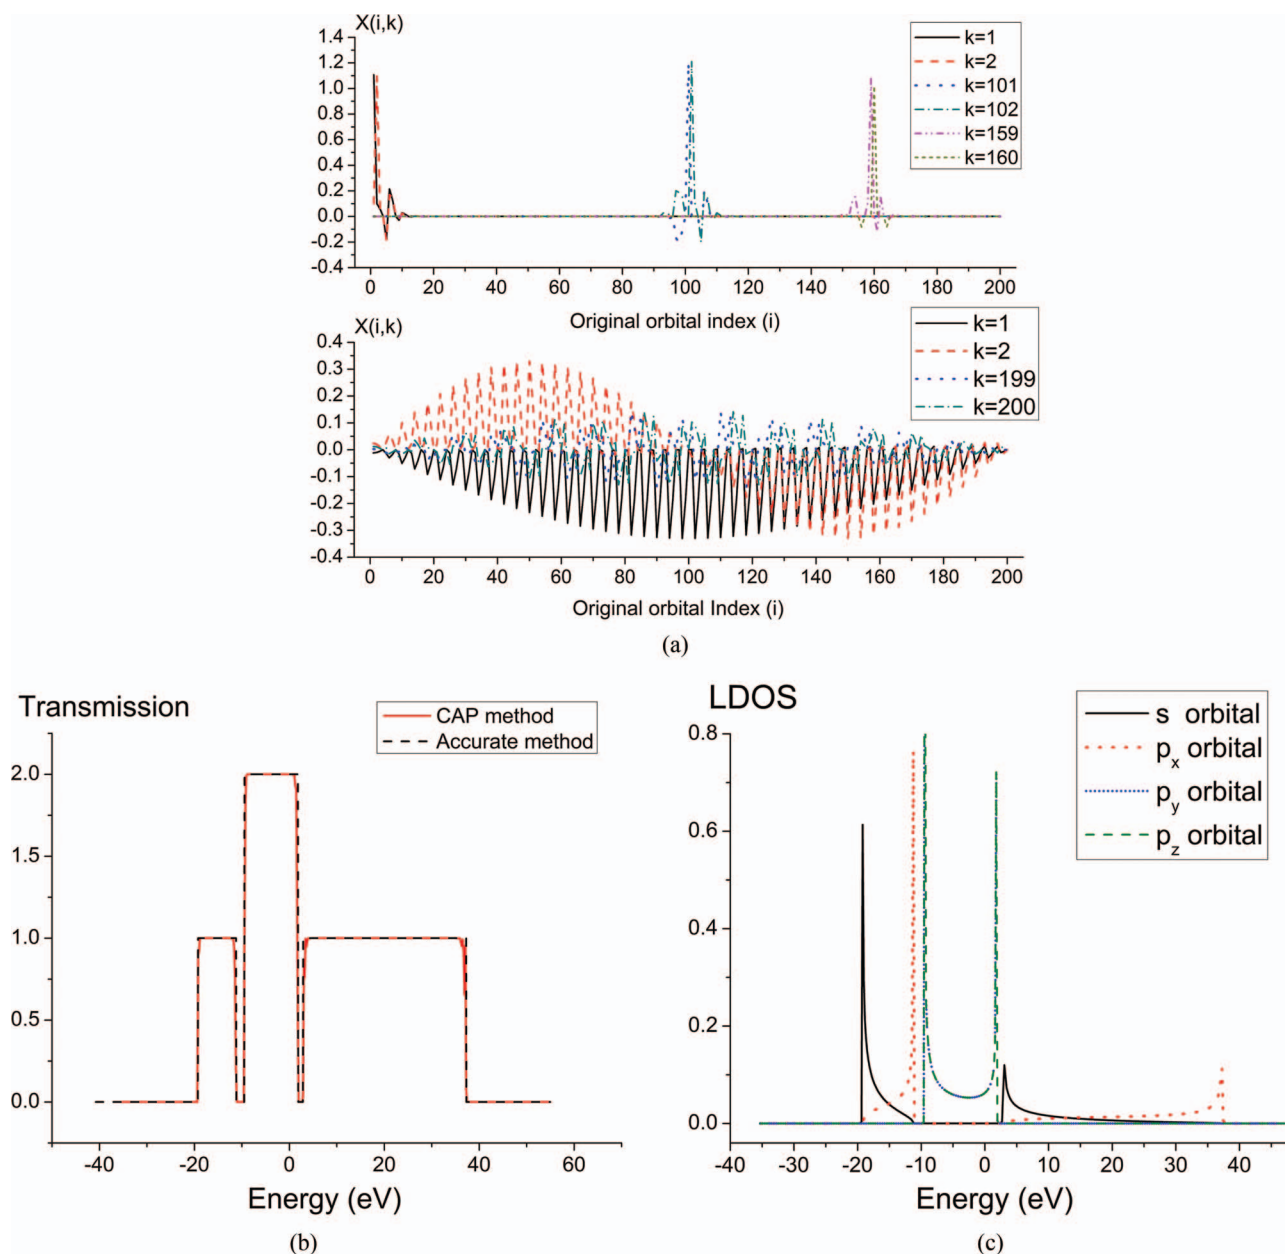 X(i,k)
1.4
1.2
1.0
0.8
0.6
0.4
0.2
0.0
-0.2
-0.4
0 20 40 60 80 100 120 140 160 180 200
Original orbital index (i)
k=1
k=2
k=101
k=102
k=159
k=160
X(i,k)
0.4
0.3
0.2
0.1
0.0
-0.1
-0.2
-0.3
-0.4
0 20 40 60 80 100 120 140 160 180 200
Original orbital Index (i)
k=1
k=2
k=199
k=200
(a)
Transmission
CAP method
Accurate method
2.0
1.5
1.0
0.5
0.0
-40 -20 0 20 40 60
Energy (eV)
(b)
LDOS
s orbital
p_x orbital
p_y orbital
p_z orbital
0.8
0.6
0.4
0.2
0.0
-40 -30 -20 -10 0 10 20 30 40
Energy (eV)
(c)